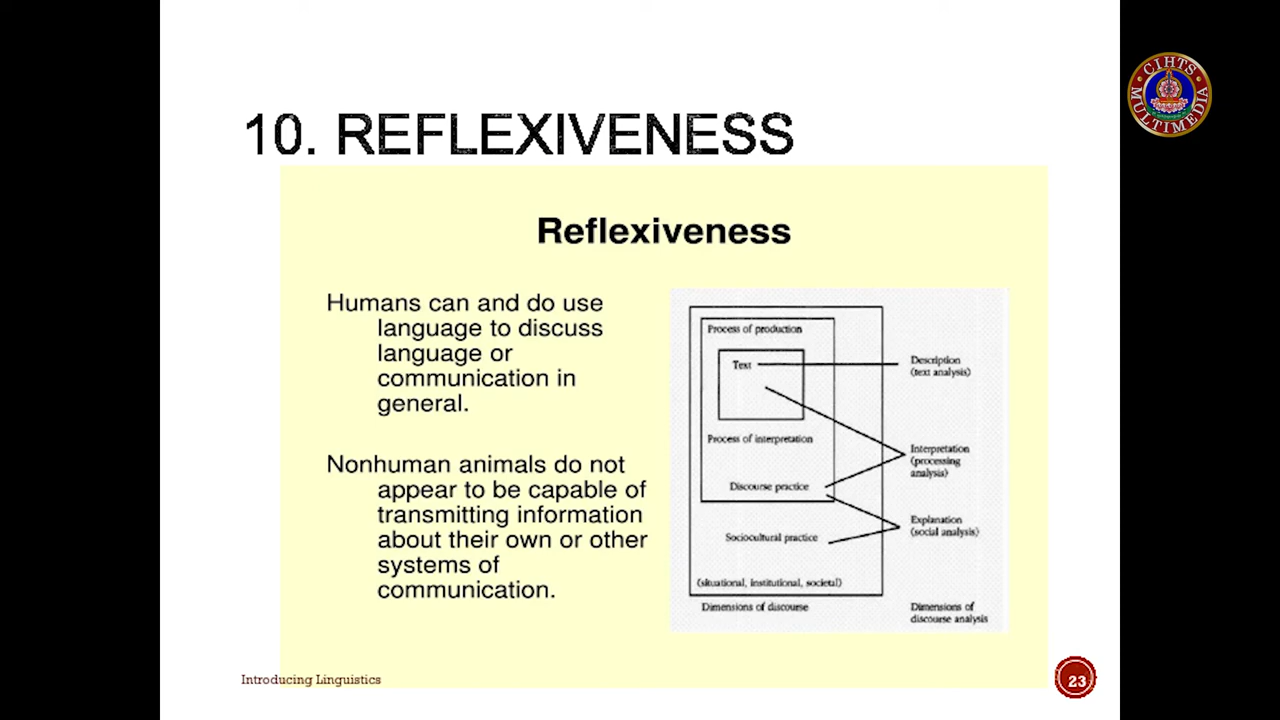 CIHTS
MULTIMEDIA
10. REFLEXIVENESS
Reflexiveness
Humans can and do use
language to discuss
language or
communication in
general.
Nonhuman animals do not
appear to be capable of
transmitting information
about their own or other
systems of
communication.
Process of production
Text
Process of interpretation
Discourse practice
Sociocultural practice
(situational, institutional, societal)
Dimensions of discourse
Description
(text analysis)
Interpretation
(processing
analysis)
Explanation
(social analysis)
Dimensions of
discourse analysis
Introducing Linguistics
23